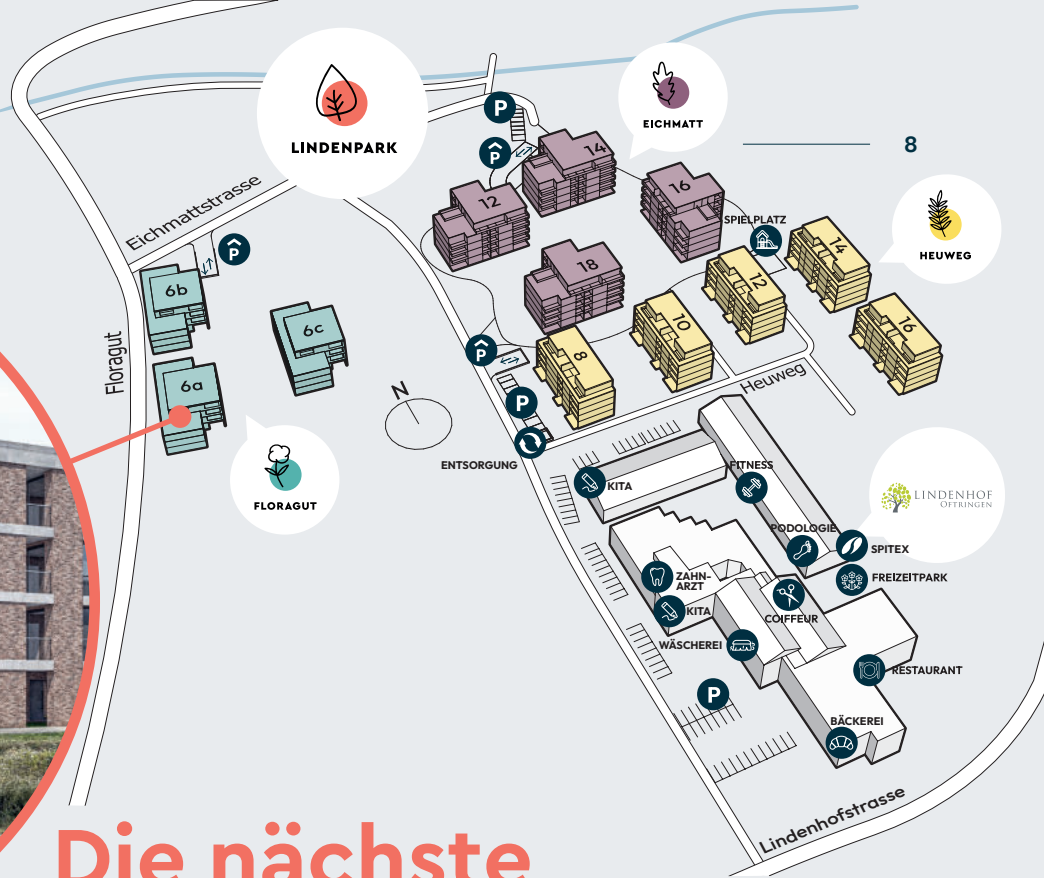 LINDENPARK
P
P
EICHMATT
8
14
16
12
SPIELPLATZ
HEUWEG
14
12
16
18
10
8
Eichmattstrasse
P
6b
6c
6a
Floragut
N
P
P
Heuweg
ENTSORGUNG
FLORAGUT
KITA
FITNESS
LINDENHOF
OFTRINGEN
PODOLOGIE
SPITEX
FREIZEITPARK
ZAHN-
ARZT
KITA
COIFFEUR
WÄSCHEREI
RESTAURANT
P
BÄCKEREI
Lindenhofstrasse
Die nächste